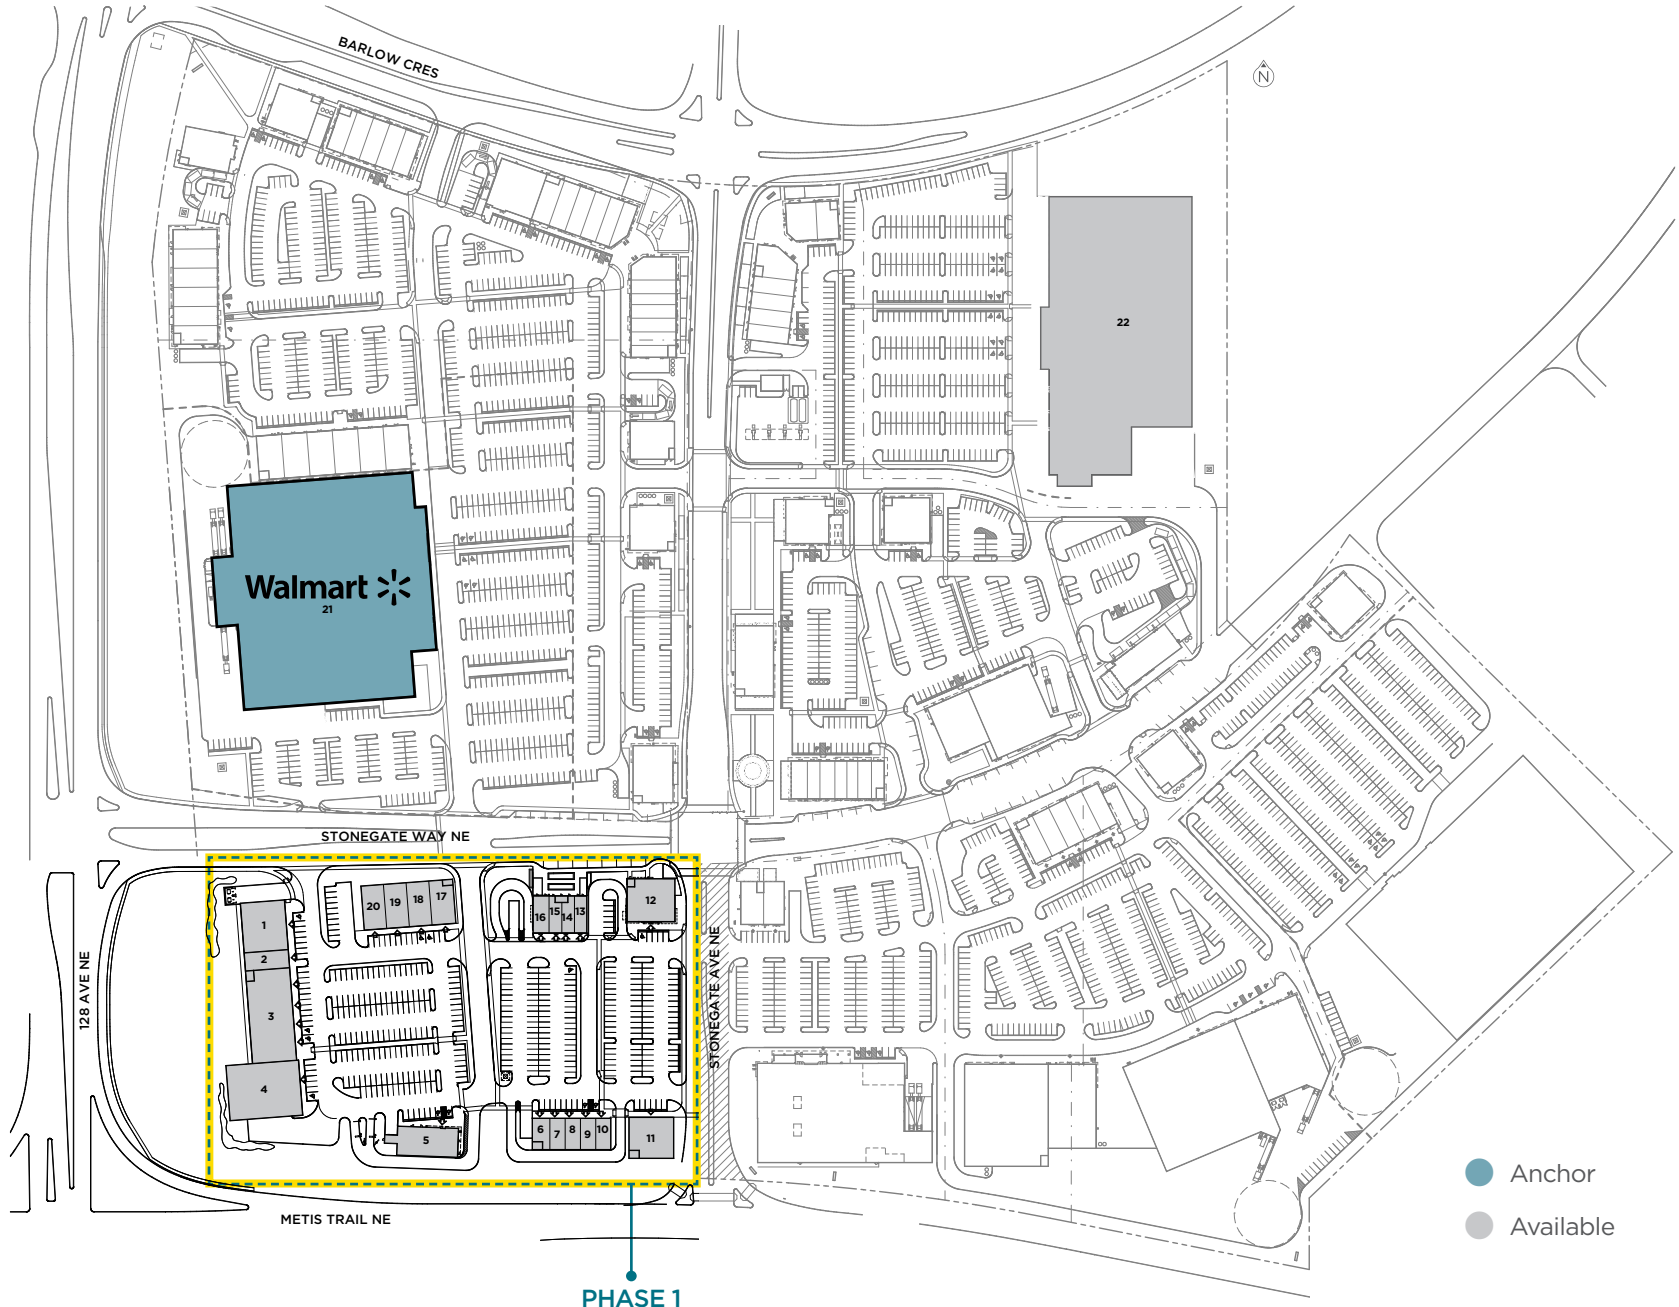 BARLOW CRES
N
22
Walmart
21
STONEGATE WAY NE
128 AVE NE
STONEGATE AVE NE
1
2
3
4
20
19
18
17
16
15
14
13
12
5
6
7
8
9
10
11
METIS TRAIL NE
PHASE 1
Anchor
Available